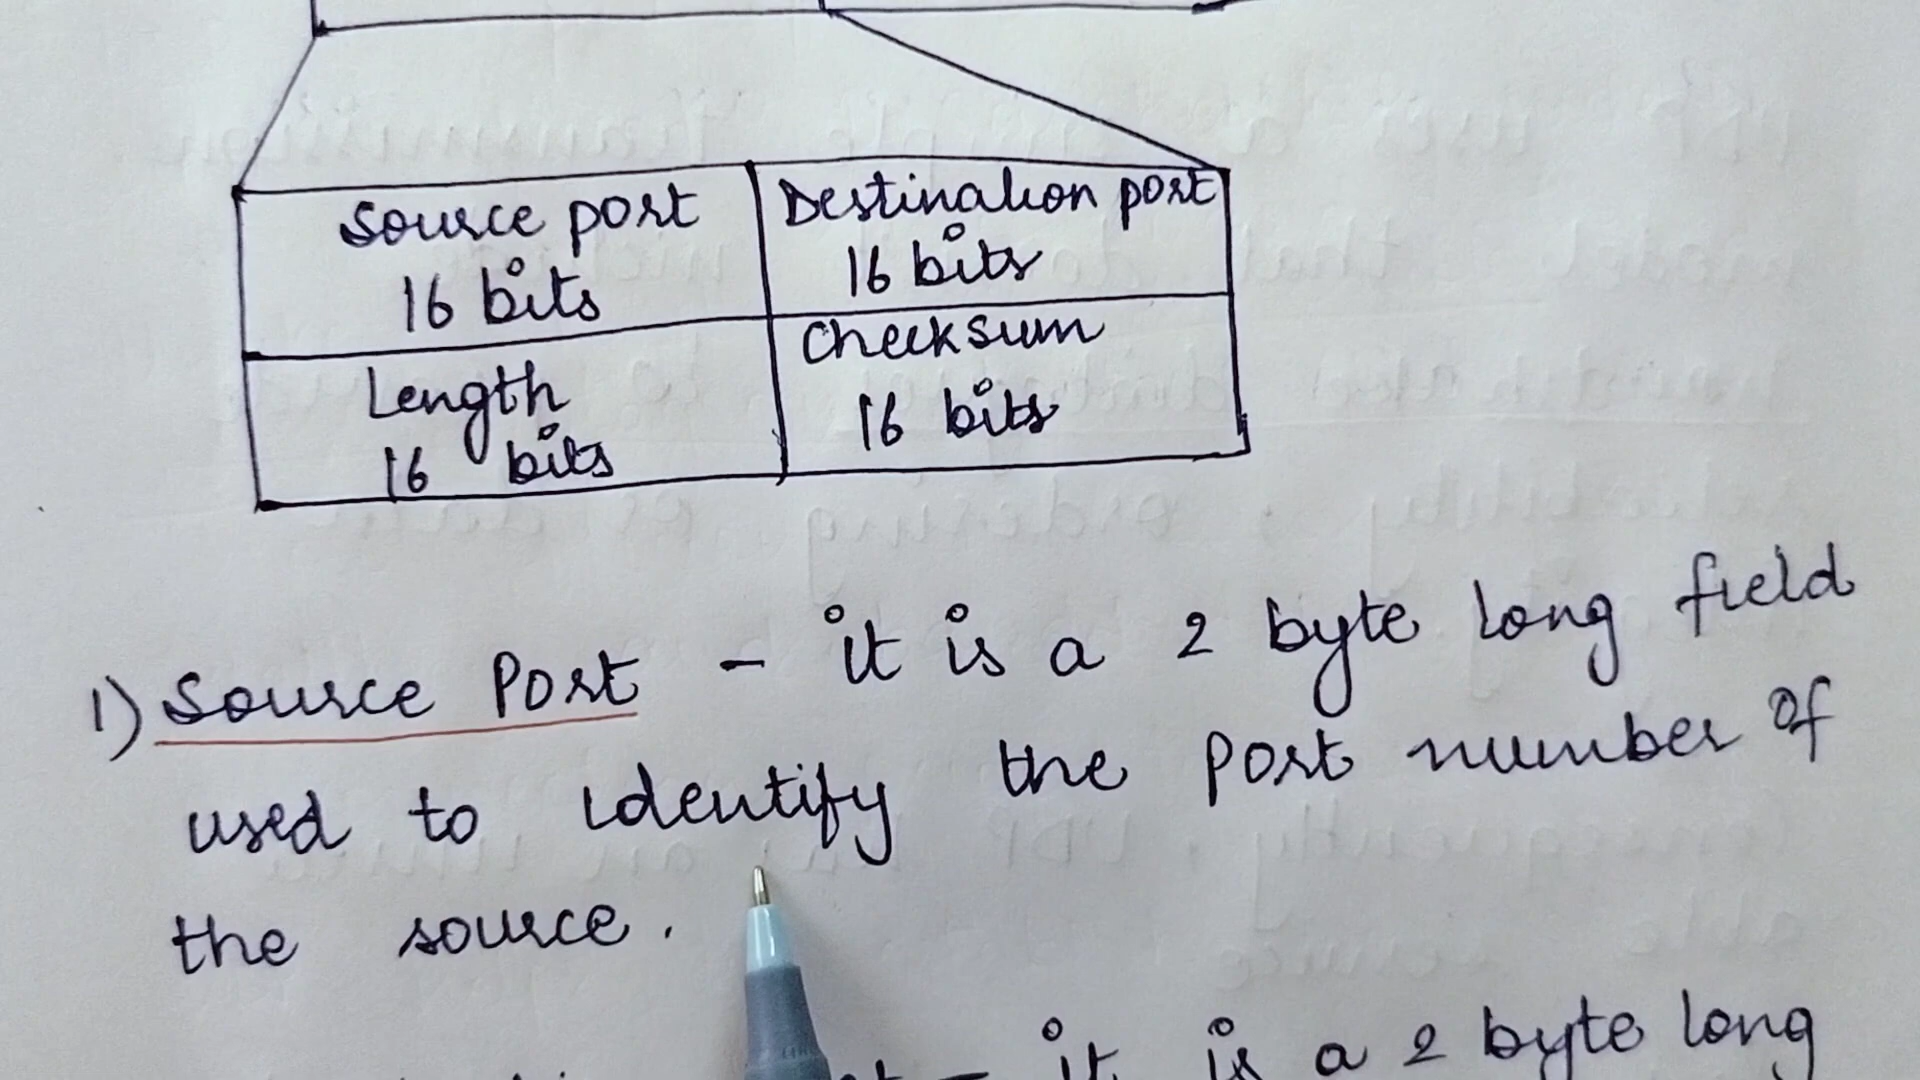 Source port
16 bits
Destination port
16 bits
Length
16 bits
Checksum
16 bits
1) Source Port - it is a 2 byte long field
used to identify the port number of
the source.
- it is a 2 byte long